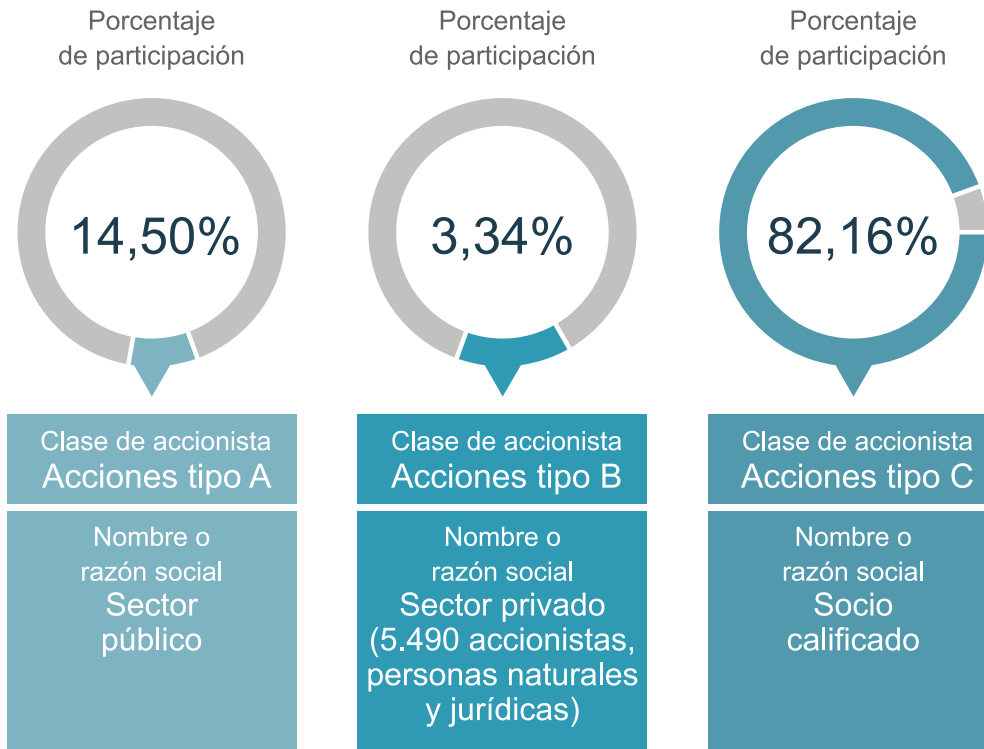 Porcentaje
de participación
14,50%
Clase de accionista
Acciones tipo A
Nombre o
razón social
Sector
público
Porcentaje
de participación
3,34%
Clase de accionista
Acciones tipo B
Nombre o
razón social
Sector privado
(5.490 accionistas,
personas naturales
y jurídicas)
Porcentaje
de participación
82,16%
Clase de accionista
Acciones tipo C
Nombre o
razón social
Socio
calificado